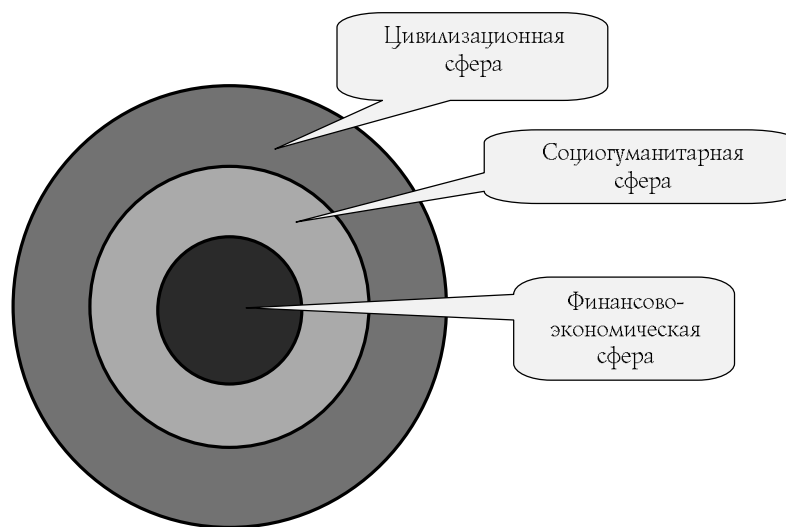 Цивилизационная
сфера
Социогуманитарная
сфера
Финансово-
экономическая
сфера